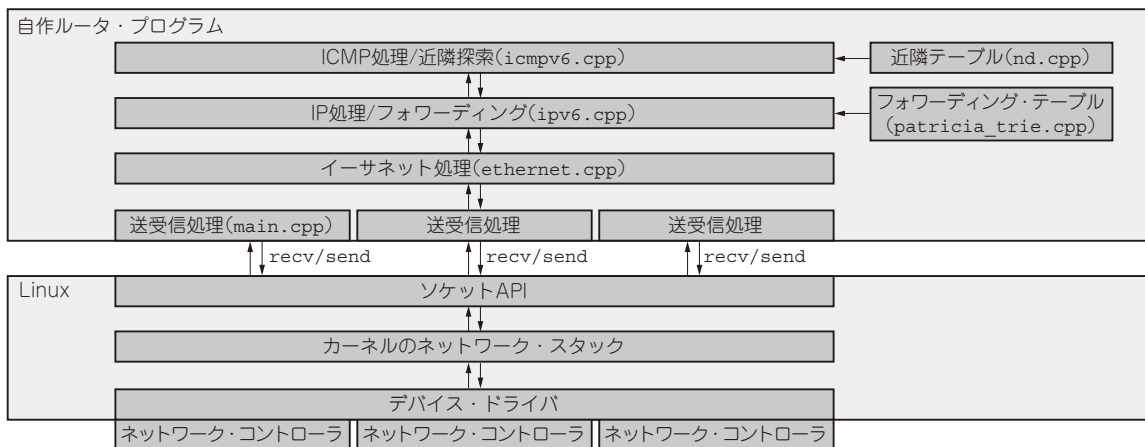 自作ルータ・プログラム
ICMP処理/近隣探索(icmpv6.cpp)
近隣テーブル(nd.cpp)
IP処理/フォワーディング(ipv6.cpp)
フォワーディング・テーブル
(patricia_trie.cpp)
イーサネット処理(ethernet.cpp)
送受信処理(main.cpp)
送受信処理
送受信処理
recv/send
recv/send
recv/send
Linux
ソケットAPI
カーネルのネットワーク・スタック
デバイス・ドライバ
ネットワーク・コントローラ
ネットワーク・コントローラ
ネットワーク・コントローラ